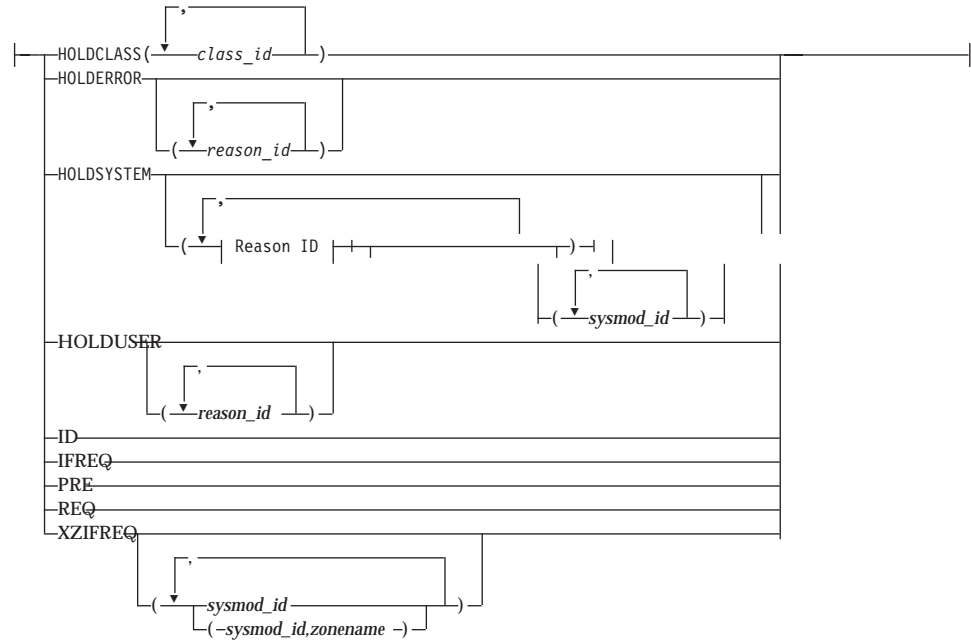 ,
HOLDCLASS( class_id )
HOLDERROR
,
( reason_id )
HOLDSYSTEM
,
( Reason ID )
,
( sysmod_id )
HOLDUSER
,
( reason_id )
ID
IFREQ
PRE
REQ
XZIFREQ
,
( sysmod_id )
( sysmod_id,zonename )